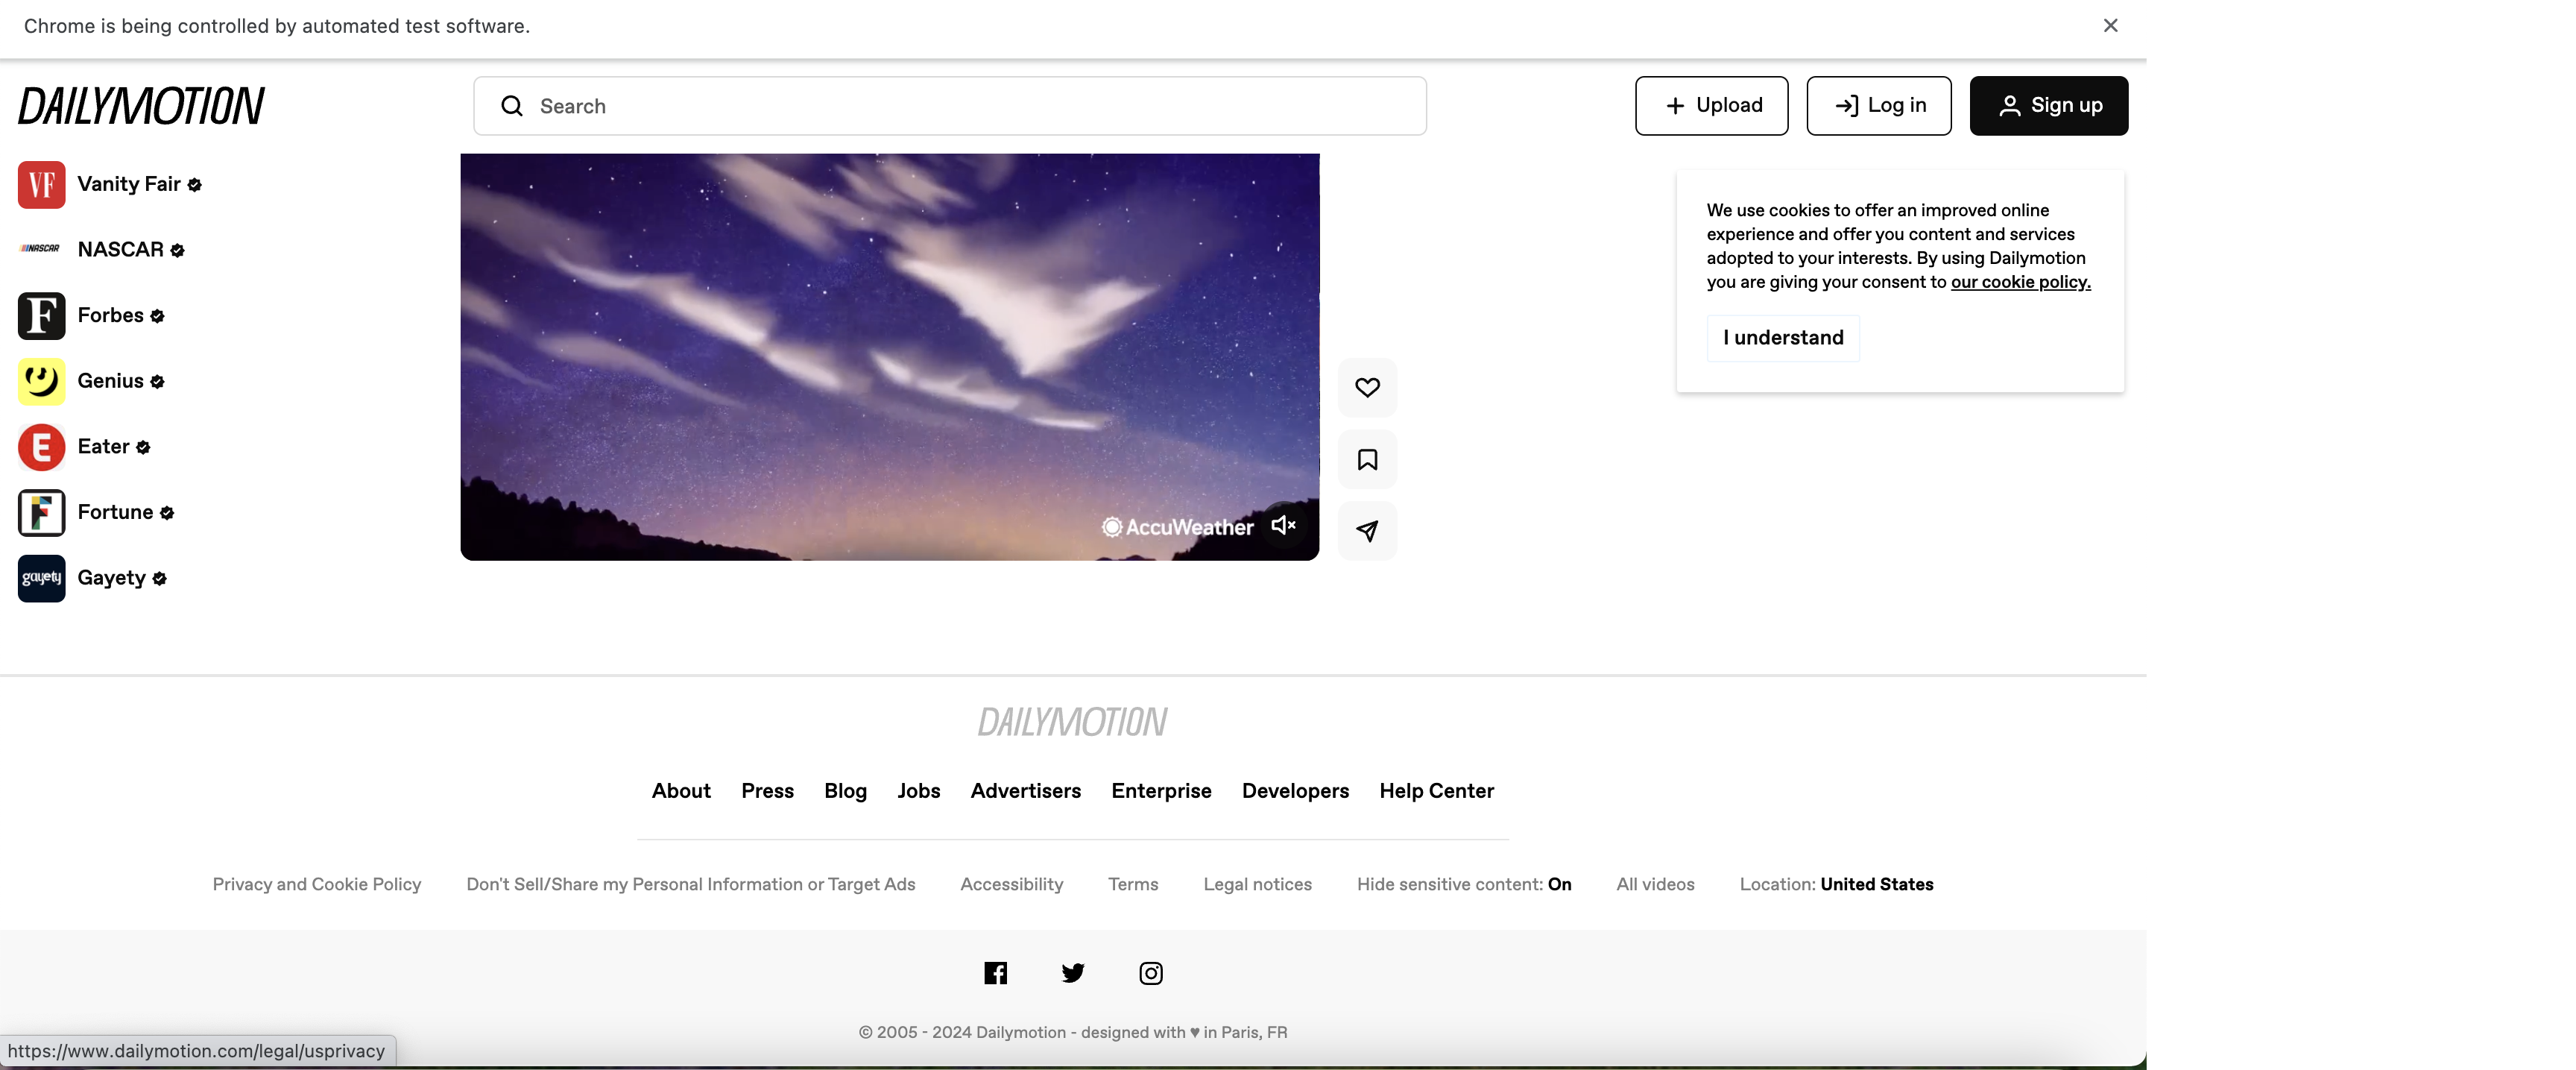 Chrome is being controlled by automated test software.
DAILYMOTION
Search
Upload
Log in
Sign up
VF
Vanity Fair
NASCAR
NASCAR
F
Forbes
Genius
E
Eater
F
Fortune
gayety
Gayety
AccuWeather
We use cookies to offer an improved online
experience and offer you content and services
adopted to your interests. By using Dailymotion
you are giving your consent to our cookie policy.
I understand
DAILYMOTION
About Press Blog Jobs Advertisers Enterprise Developers Help Center
Privacy and Cookie Policy Don't Sell/Share my Personal Information or Target Ads Accessibility Terms Legal notices Hide sensitive content: On All videos Location: United States
© 2005 - 2024 Dailymotion - designed with ♥ in Paris, FR
https://www.dailymotion.com/legal/usprivacy